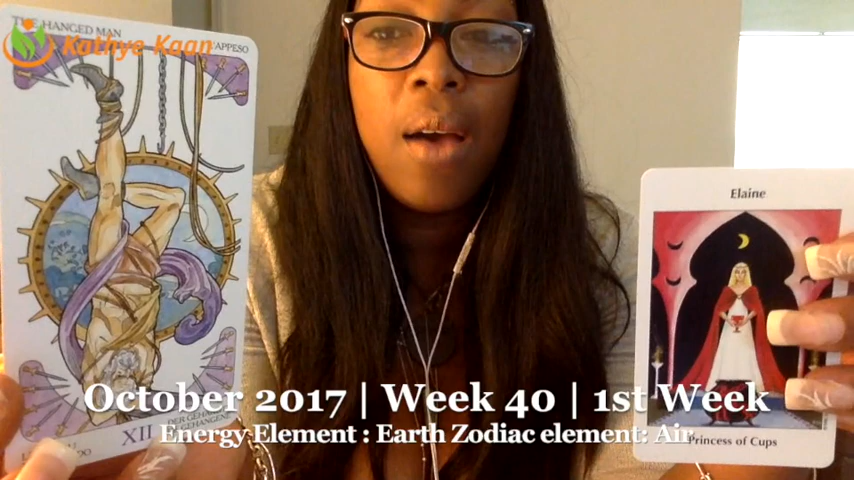 THE HANGED MAN
L'APPESO
Kathye Kaan
Elaine
October 2017 | Week 40 | 1st Week
Energy Element : Earth Zodiac element: Air
XII
Princess of Cups